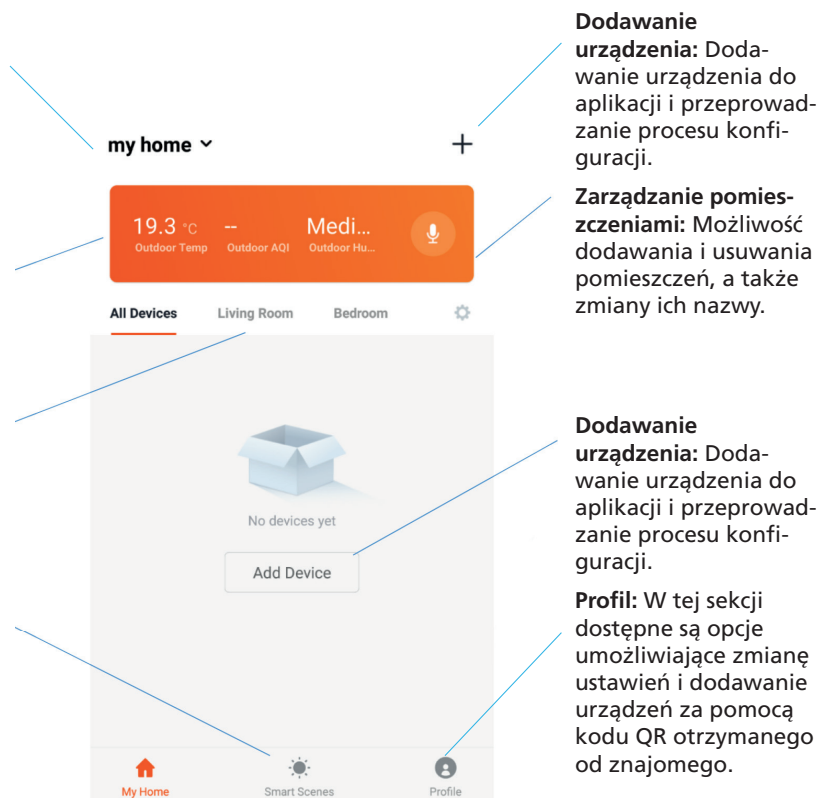 Dodawanie
urządzenia: Doda-
wanie urządzenia do
aplikacji i przeprowad-
zanie procesu konfi-
guracji.
my home
19.3 °C -- Medi...
Outdoor Temp Outdoor AQI Outdoor Hu...
Zarządzanie pomies-
zczeniami: Możliwość
dodawania i usuwania
pomieszczeń, a także
zmiany ich nazwy.
All Devices Living Room Bedroom
No devices yet
Add Device
Dodawanie
urządzenia: Doda-
wanie urządzenia do
aplikacji i przeprowad-
zanie procesu konfi-
guracji.
Profil: W tej sekcji
dostępne są opcje
umożliwiające zmianę
ustawień i dodawanie
urządzeń za pomocą
kodu QR otrzymanego
od znajomego.
My Home Smart Scenes Profile